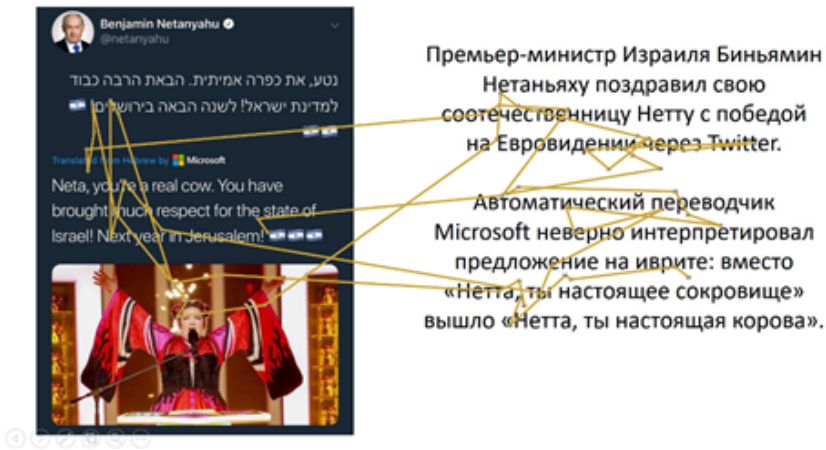 Benjamin Netanyahu
@netanyahu
נטע, את כפרה אמיתית. הבאת הרבה כבוד
למדינת ישראל! לשנה הבאה בירושלים!
Translated from Hebrew by Microsoft
Neta, you're a real cow. You have
brought much respect for the state of
Israel! Next year in Jerusalem!
Премьер-министр Израиля Биньямин
Нетаньяху поздравил свою
соотечественницу Нетту с победой
на Евровидении через Twitter.
Автоматический переводчик
Microsoft неверно интерпретировал
предложение на иврите: вместо
«Нетта, ты настоящее сокровище»
вышло «Нетта, ты настоящая корова».